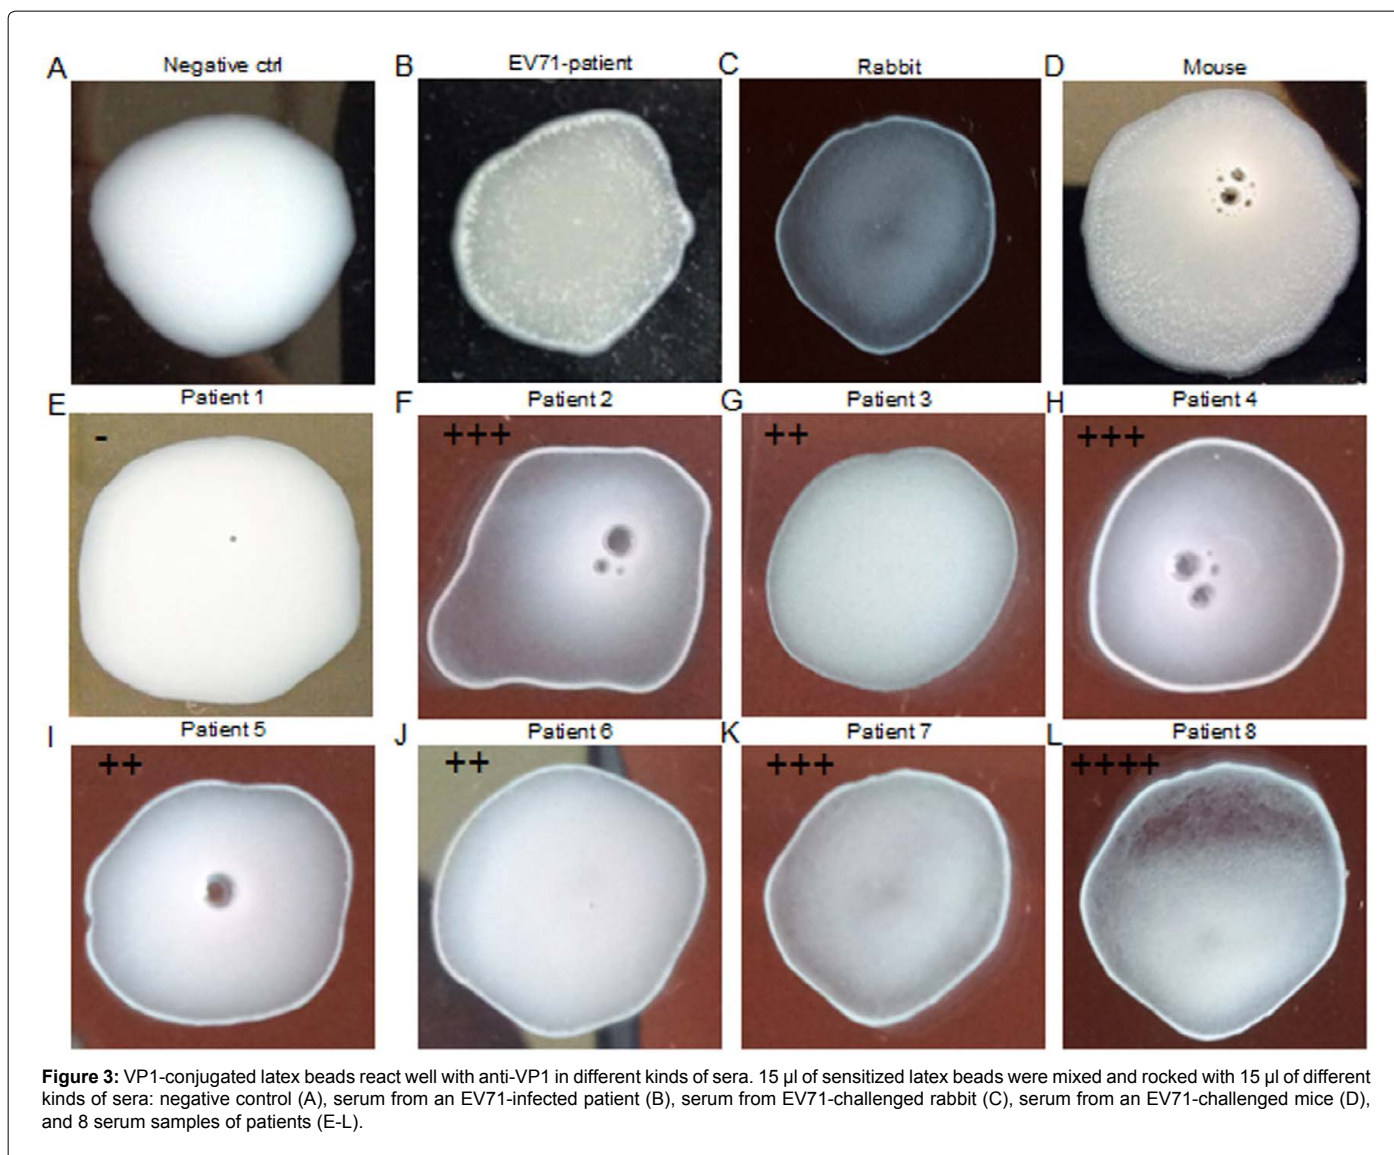 A Negative ctrl B EV71-patient C Rabbit D Mouse
E Patient 1 F Patient 2 G Patient 3 H Patient 4
- +++ ++ +++
I Patient 5 J Patient 6 K Patient 7 L Patient 8
++ ++ +++ ++++
Figure 3: VP1-conjugated latex beads react well with anti-VP1 in different kinds of sera. 15 µl of sensitized latex beads were mixed and rocked with 15 µl of different
kinds of sera: negative control (A), serum from an EV71-infected patient (B), serum from EV71-challenged rabbit (C), serum from an EV71-challenged mice (D),
and 8 serum samples of patients (E-L).